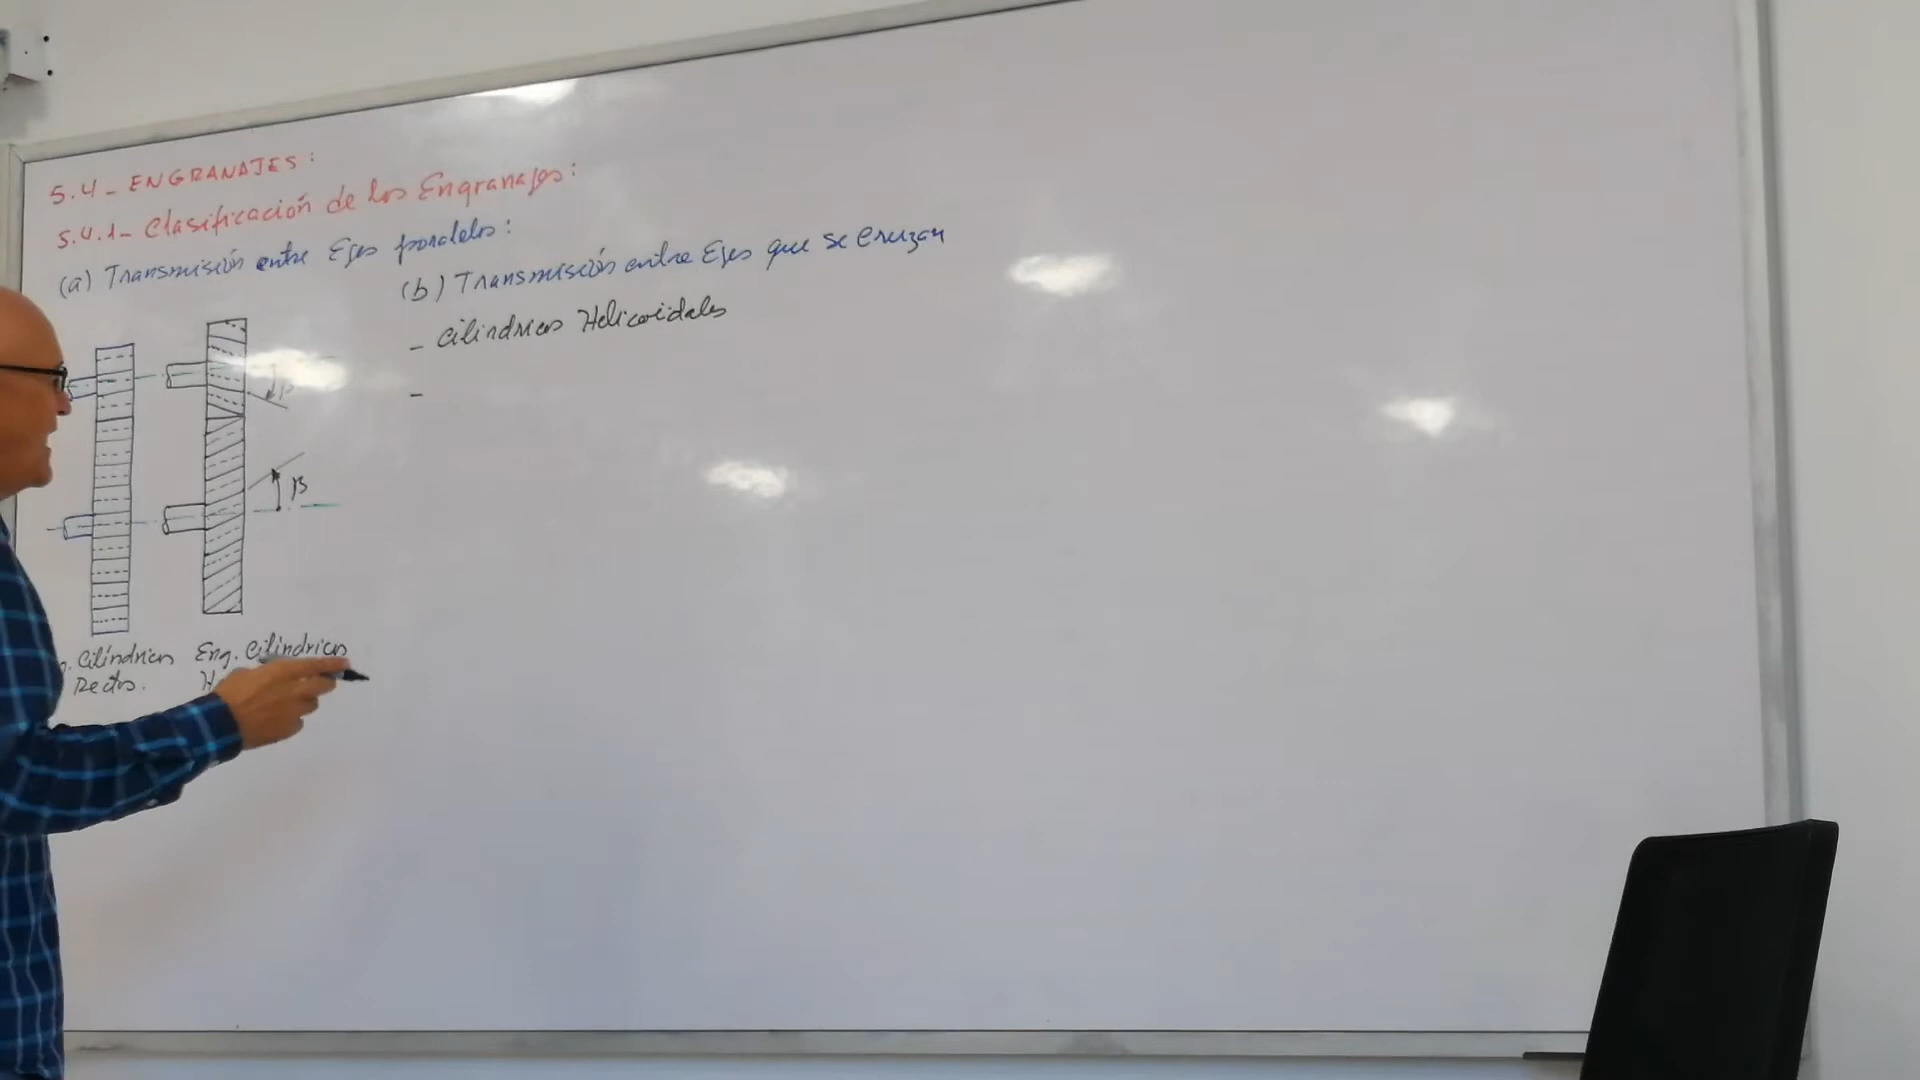 5.4- ENGRANAJES:
5.4.1- Clasificación de los Engranajes:
(a) Transmisión entre Ejes paralelos:
(b) Transmisión entre Ejes que se cruzan
- Cilíndricos Helicoidales
-
β
β
Cilíndricos
Rectos.
Eng. Cilíndricos